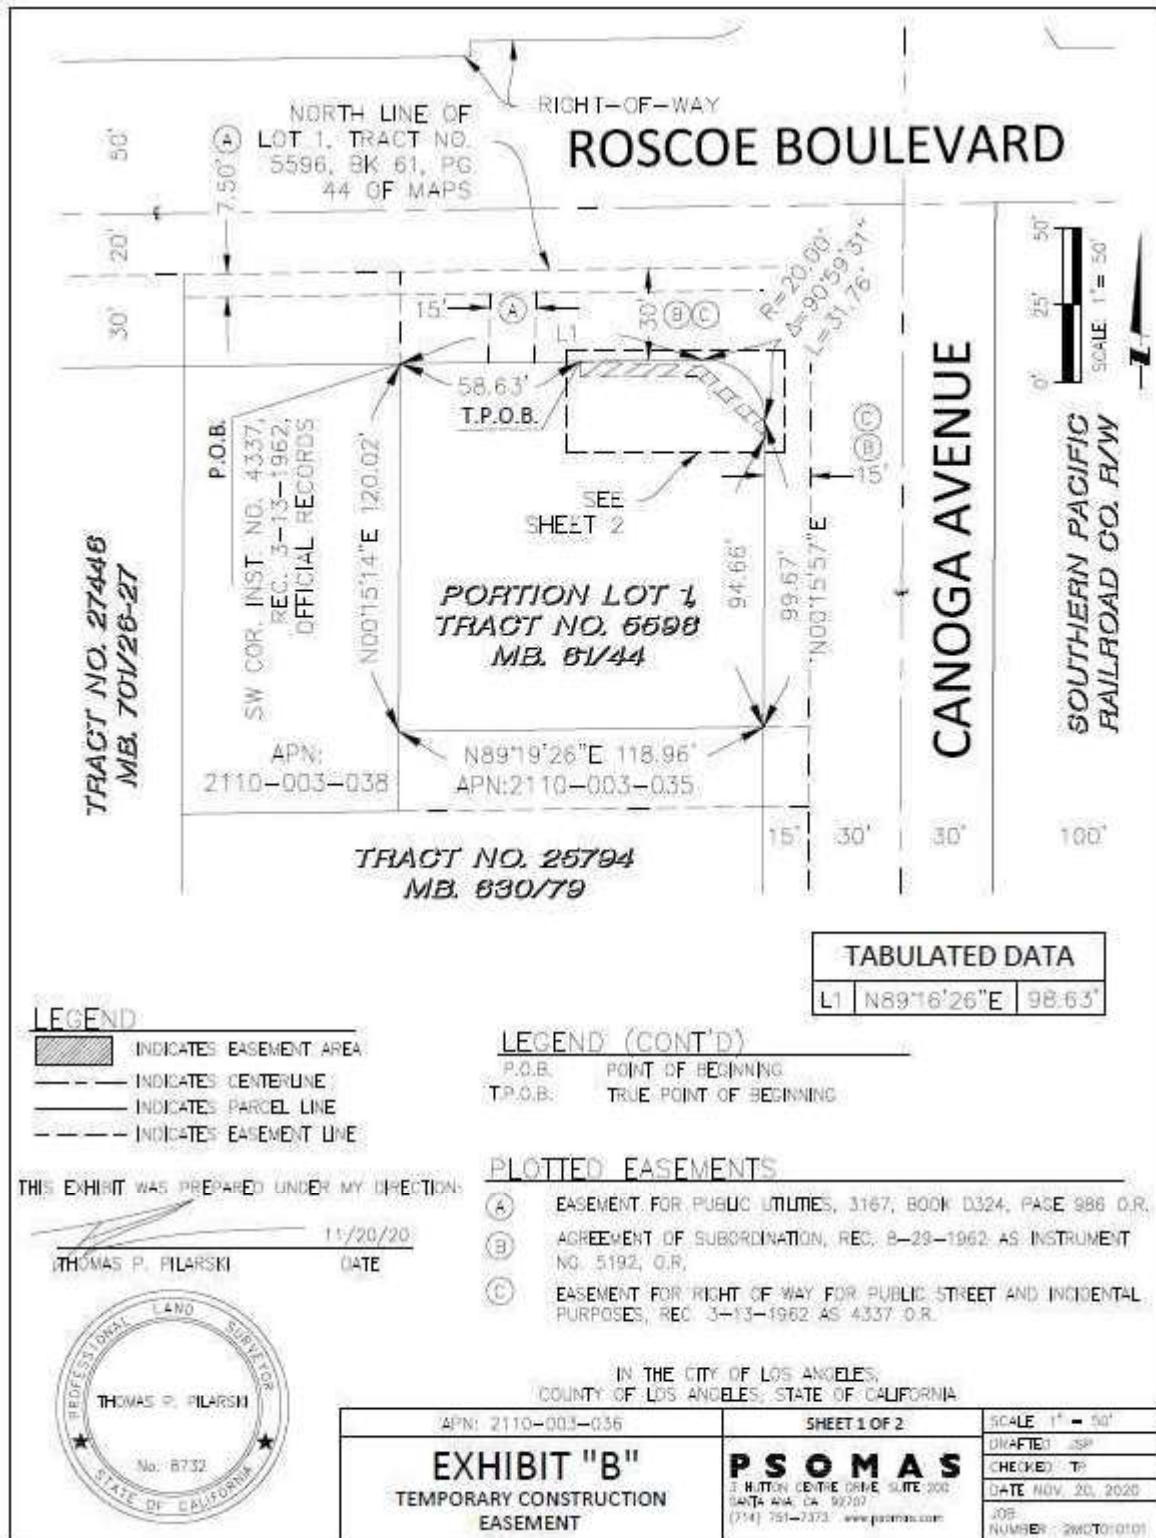 RIGHT-OF-WAY
ROSCOE BOULEVARD
NORTH LINE OF
LOT 1, TRACT NO.
5596, BK 61, PG
44 OF MAPS
50'
7.50' A
20'
30'
15'
A
30'
B C
R=20.00'
Δ=90°59'31"
L=31.76'
L1
58.63'
T.P.O.B.
P.O.B.
SW COR. INST. NO. 4337,
REC. 3-13-1962,
OFFICIAL RECORDS
N00°15'14"E 120.02'
SEE
SHEET 2
C
B
15'
94.66'
99.67'
N00°15'57"E
CANOGA AVENUE
50'
25'
0'
SCALE: 1" = 50'
SOUTHERN PACIFIC
RAILROAD CO. R/W
TRACT NO. 27446
MB. 701/26-27
PORTION LOT 1,
TRACT NO. 5596
MB. 61/44
APN:
2110-003-038
N89°19'26"E 118.96'
APN:2110-003-035
15'
30'
30'
100'
TRACT NO. 25794
MB. 630/79
TABULATED DATA
L1 N89°16'26"E 98.63'
LEGEND
INDICATES EASEMENT AREA
INDICATES CENTERLINE
INDICATES PARCEL LINE
INDICATES EASEMENT LINE
LEGEND (CONT'D)
P.O.B. POINT OF BEGINNING
T.P.O.B. TRUE POINT OF BEGINNING
THIS EXHIBIT WAS PREPARED UNDER MY DIRECTION:
11/20/20
THOMAS P. PILARSKI DATE
PLOTTED EASEMENTS
A EASEMENT FOR PUBLIC UTILITIES, 3167, BOOK D324, PAGE 986 O.R.
B AGREEMENT OF SUBORDINATION, REC. 8-29-1962 AS INSTRUMENT
NO. 5192, O.R.
C EASEMENT FOR RIGHT OF WAY FOR PUBLIC STREET AND INCIDENTAL
PURPOSES, REC 3-13-1962 AS 4337 O.R.
PROFESSIONAL LAND SURVEYOR
THOMAS P. PILARSKI
No. 8732
STATE OF CALIFORNIA
IN THE CITY OF LOS ANGELES,
COUNTY OF LOS ANGELES, STATE OF CALIFORNIA
APN: 2110-003-036
EXHIBIT "B"
TEMPORARY CONSTRUCTION
EASEMENT
SHEET 1 OF 2
PSOMAS
3 HUTTON CENTRE DRIVE, SUITE 200
SANTA ANA, CA 92707
(714) 751-7373 www.psomas.com
SCALE 1" = 50'
DRAFTED JSP
CHECKED TP
DATE NOV. 20, 2020
JOB
NUMBER 2MOT010101